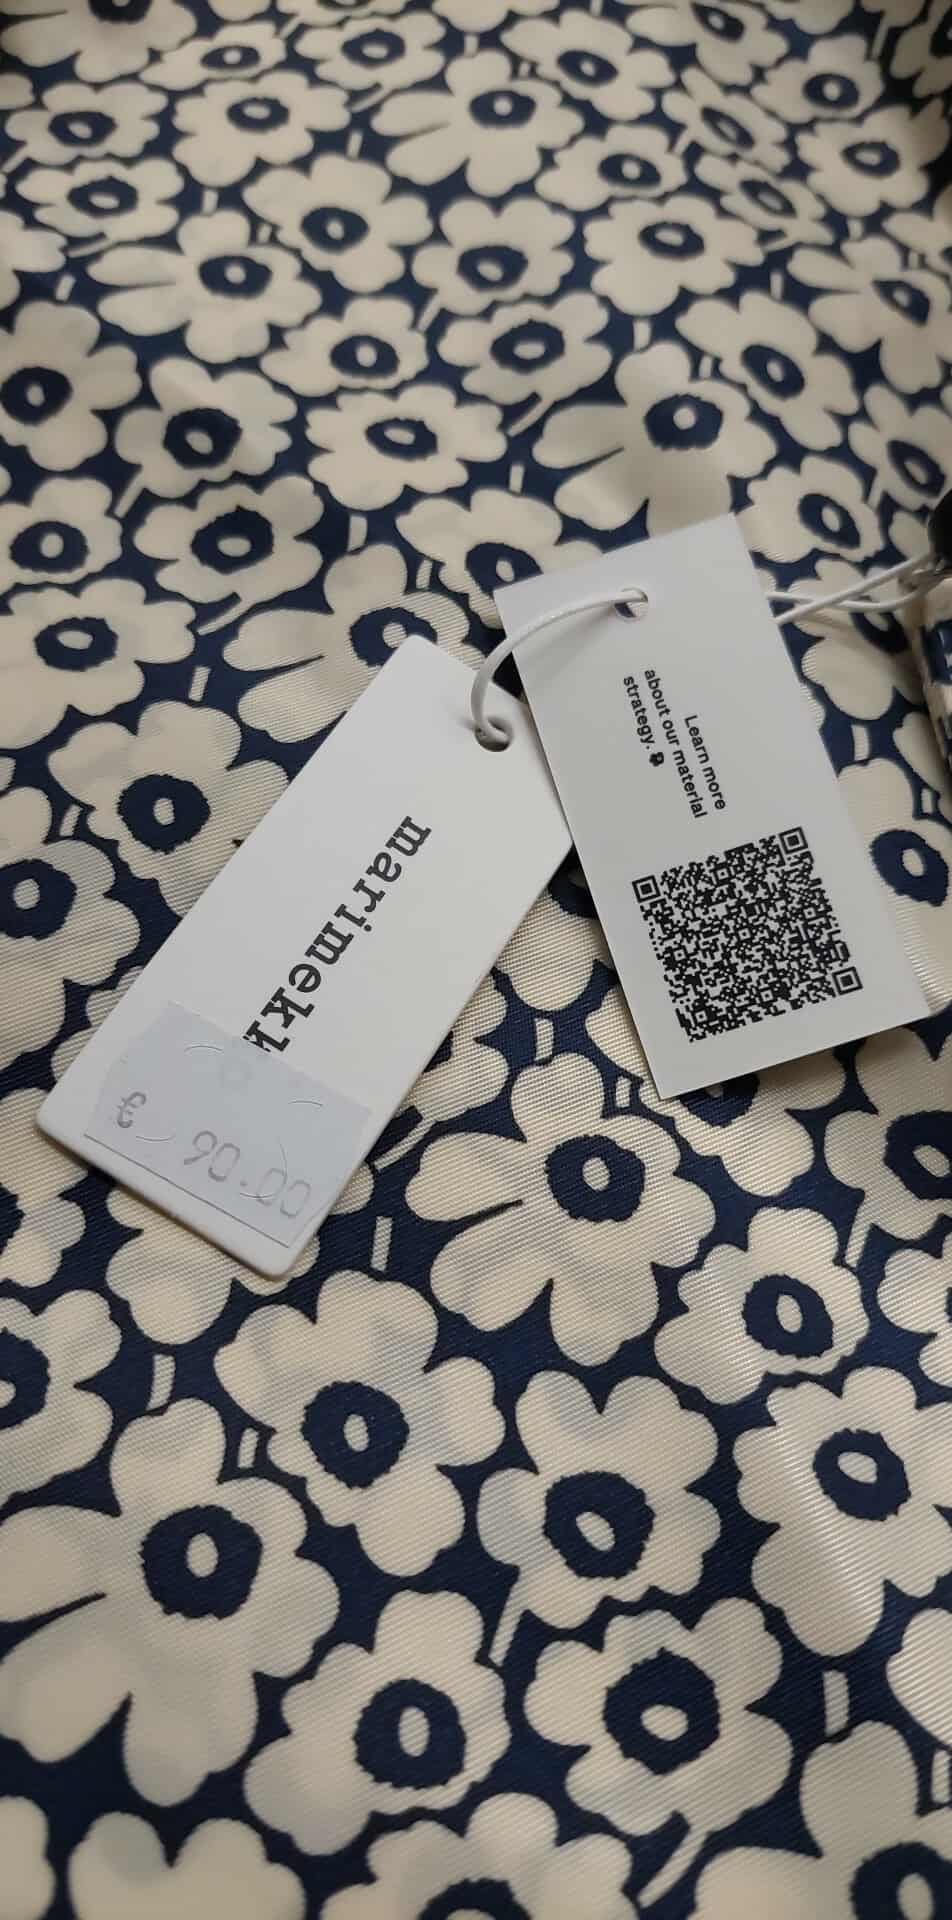 marimekk
€ 90.00
Learn more
about our material
strategy.